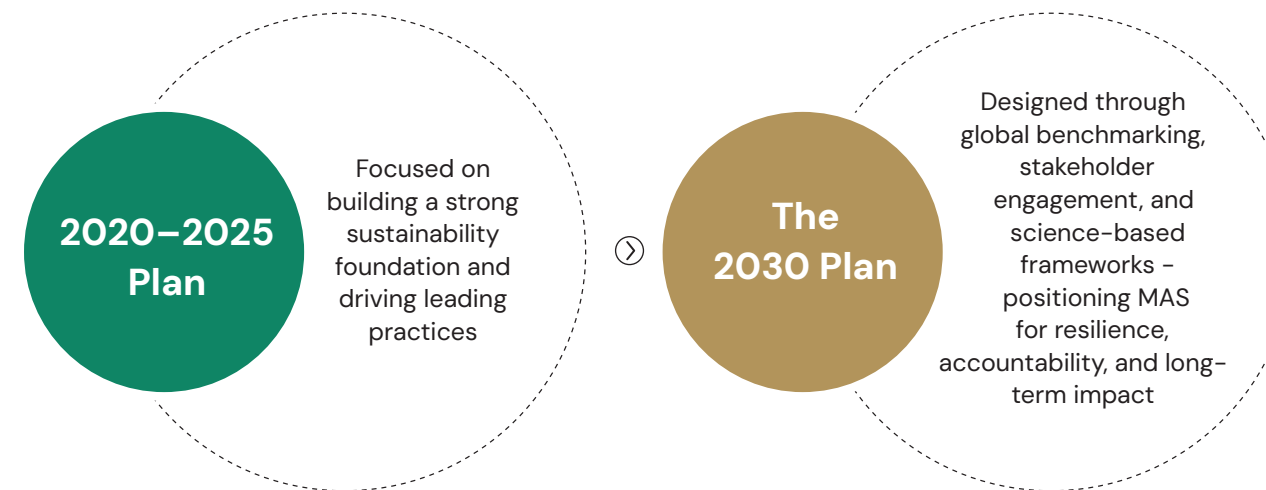 2020–2025
Plan
Focused on
building a strong
sustainability
foundation and
driving leading
practices
The
2030 Plan
Designed through
global benchmarking,
stakeholder
engagement, and
science-based
frameworks –
positioning MAS
for resilience,
accountability, and long-
term impact